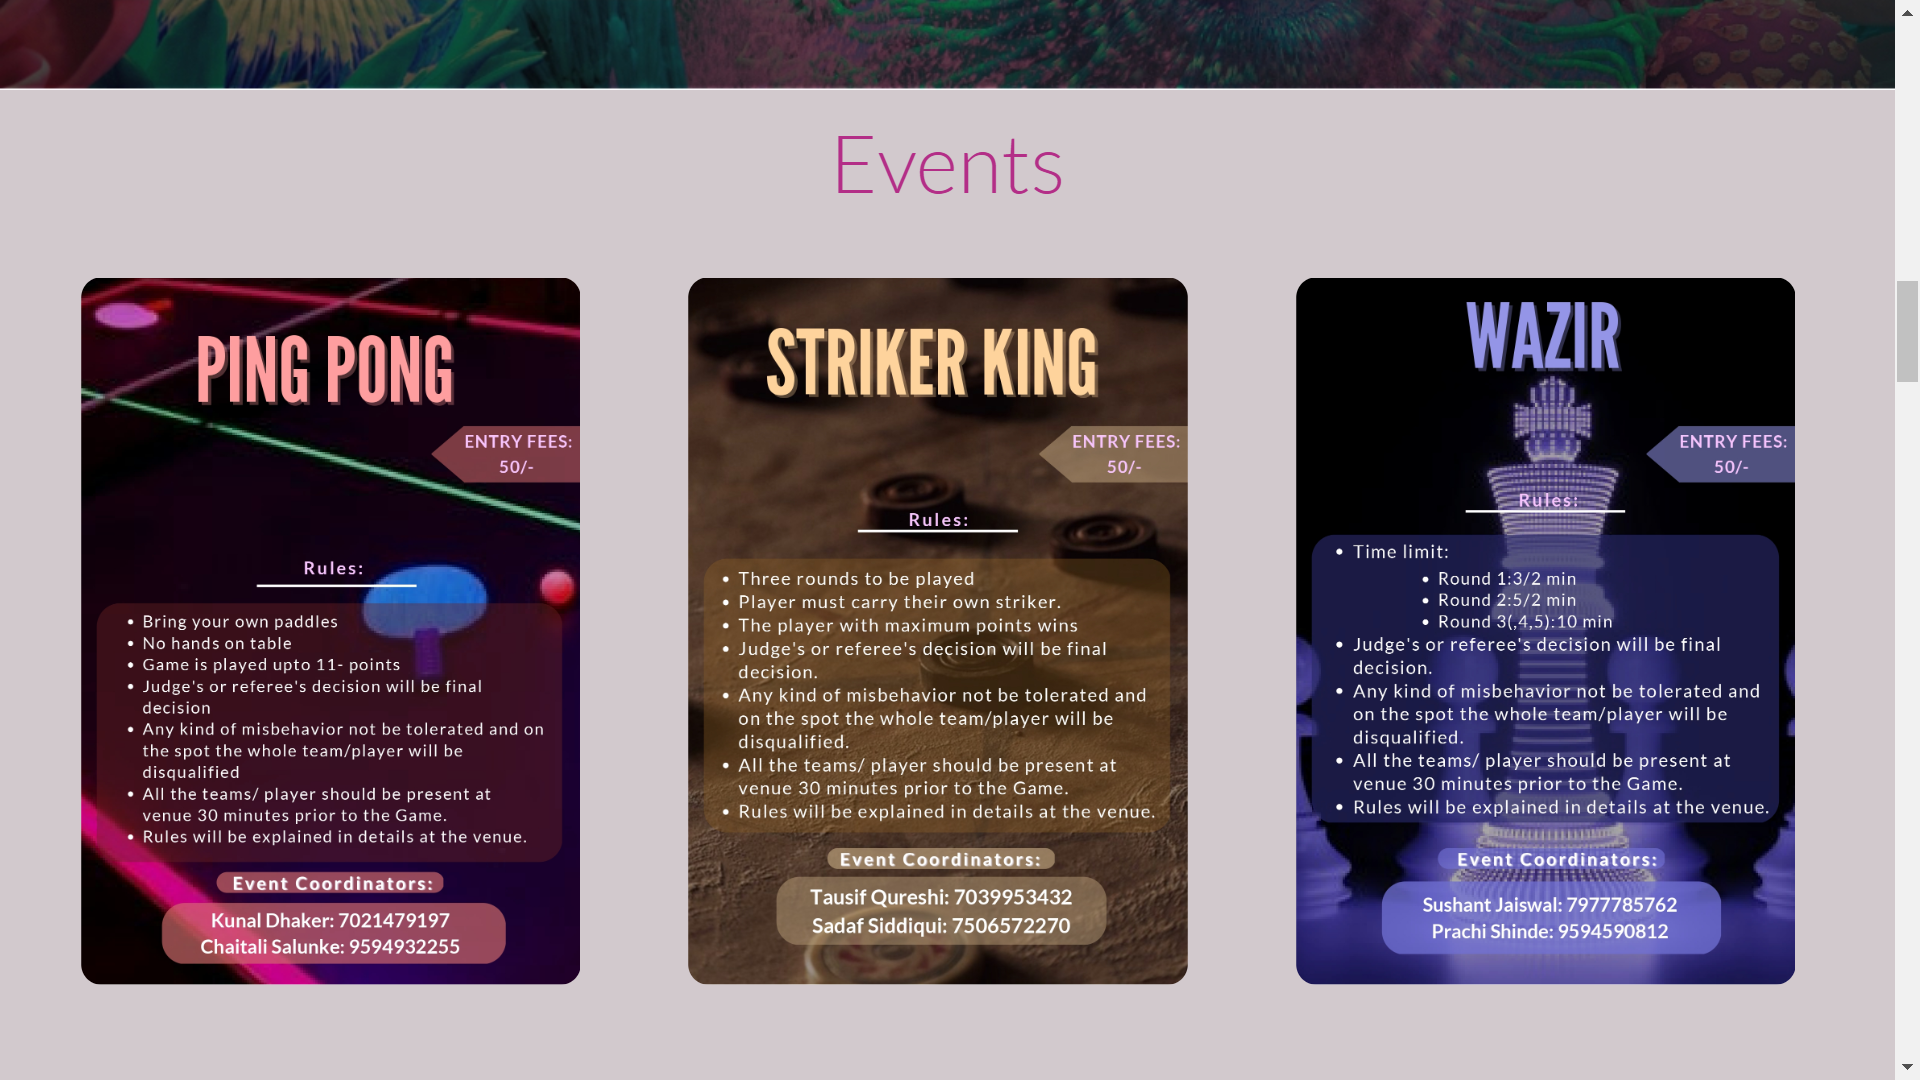 Events
PING PONG
ENTRY FEES:
50/-
Rules:
• Bring your own paddles
• No hands on table
• Game is played upto 11- points
• Judge's or referee's decision will be final
decision
• Any kind of misbehavior not be tolerated and on
the spot the whole team/player will be
disqualified
• All the teams/ player should be present at
venue 30 minutes prior to the Game.
• Rules will be explained in details at the venue.
Event Coordinators:
Kunal Dhaker: 7021479197
Chaitali Salunke: 9594932255
STRIKER KING
ENTRY FEES:
50/-
Rules:
• Three rounds to be played
• Player must carry their own striker.
• The player with maximum points wins
• Judge's or referee's decision will be final
decision.
• Any kind of misbehavior not be tolerated and
on the spot the whole team/player will be
disqualified.
• All the teams/ player should be present at
venue 30 minutes prior to the Game.
• Rules will be explained in details at the venue.
Event Coordinators:
Tausif Qureshi: 7039953432
Sadaf Siddiqui: 7506572270
WAZIR
ENTRY FEES:
50/-
Rules:
• Time limit:
• Round 1:3/2 min
• Round 2:5/2 min
• Round 3(,4,5):10 min
• Judge's or referee's decision will be final
decision.
• Any kind of misbehavior not be tolerated and
on the spot the whole team/player will be
disqualified.
• All the teams/ player should be present at
venue 30 minutes prior to the Game.
• Rules will be explained in details at the venue.
Event Coordinators:
Sushant Jaiswal: 7977785762
Prachi Shinde: 9594590812